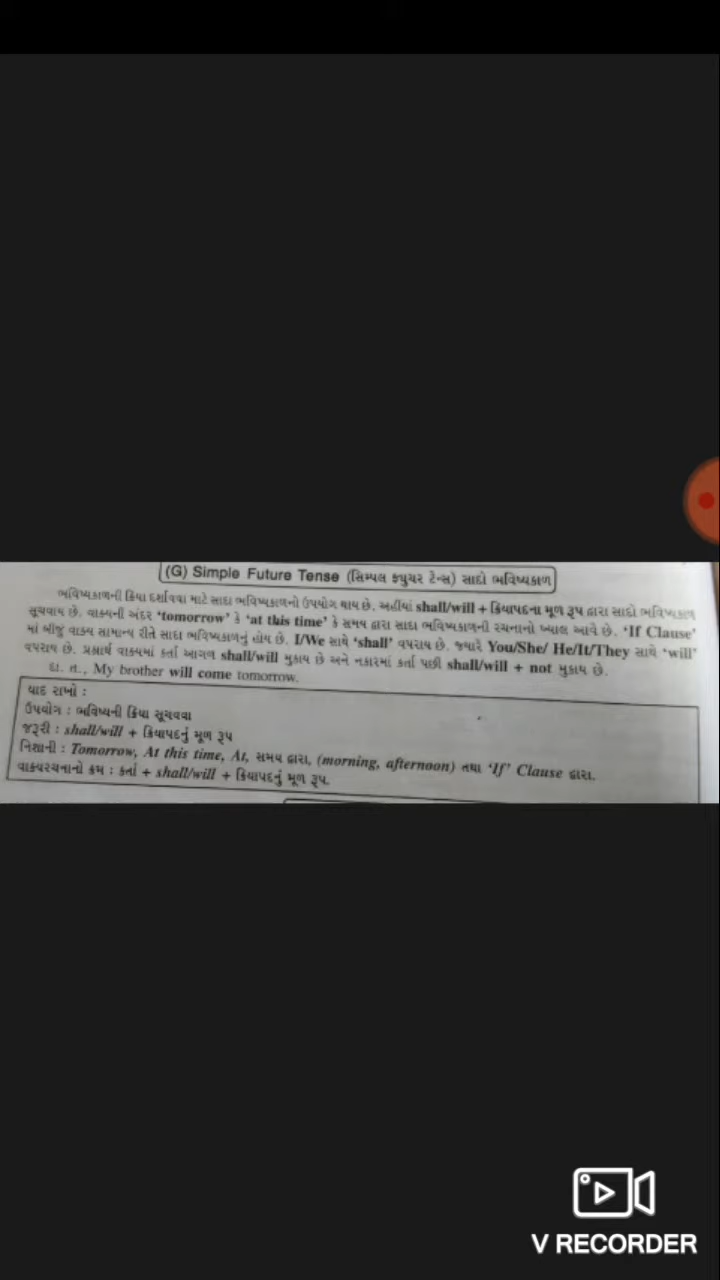 (G) Simple Future Tense (સિમ્પલ ફ્યુચર ટેન્સ) સાદો ભવિષ્યકાળ
ભવિષ્યકાળની ક્રિયા દર્શાવવા માટે સાદા ભવિષ્યકાળનો ઉપયોગ થાય છે. અહીંયાં shall/will + ક્રિયાપદના મૂળ રૂપ દ્વારા સાદો ભવિષ્યકાળ
સૂચવાય છે. વાક્યની અંદર ‘tomorrow’ કે ‘at this time’ કે સમય દ્વારા સાદા ભવિષ્યકાળની રચનાનો ખ્યાલ આવે છે. ‘If Clause’
માં બીજું વાક્ય સામાન્ય રીતે સાદા ભવિષ્યકાળનું હોય છે. I/We સાથે ‘shall’ વપરાય છે. જ્યારે You/She/ He/It/They સાથે ‘will’
વપરાય છે. પ્રશ્નાર્થ વાક્યમાં કર્તા આગળ shall/will મુકાય છે અને નકારમાં કર્તા પછી shall/will + not મુકાય છે.
દા. ત., My brother will come tomorrow.
યાદ રાખો :
ઉપયોગ : ભવિષ્યની ક્રિયા સૂચવવા
જરૂરી : shall/will + ક્રિયાપદનું મૂળ રૂપ
નિશાની : Tomorrow, At this time, At, સમય દ્વારા, (morning, afternoon) તથા ‘If’ Clause દ્વારા.
વાક્યરચનાનો ક્રમ : કર્તા + shall/will + ક્રિયાપદનું મૂળ રૂપ.
V RECORDER